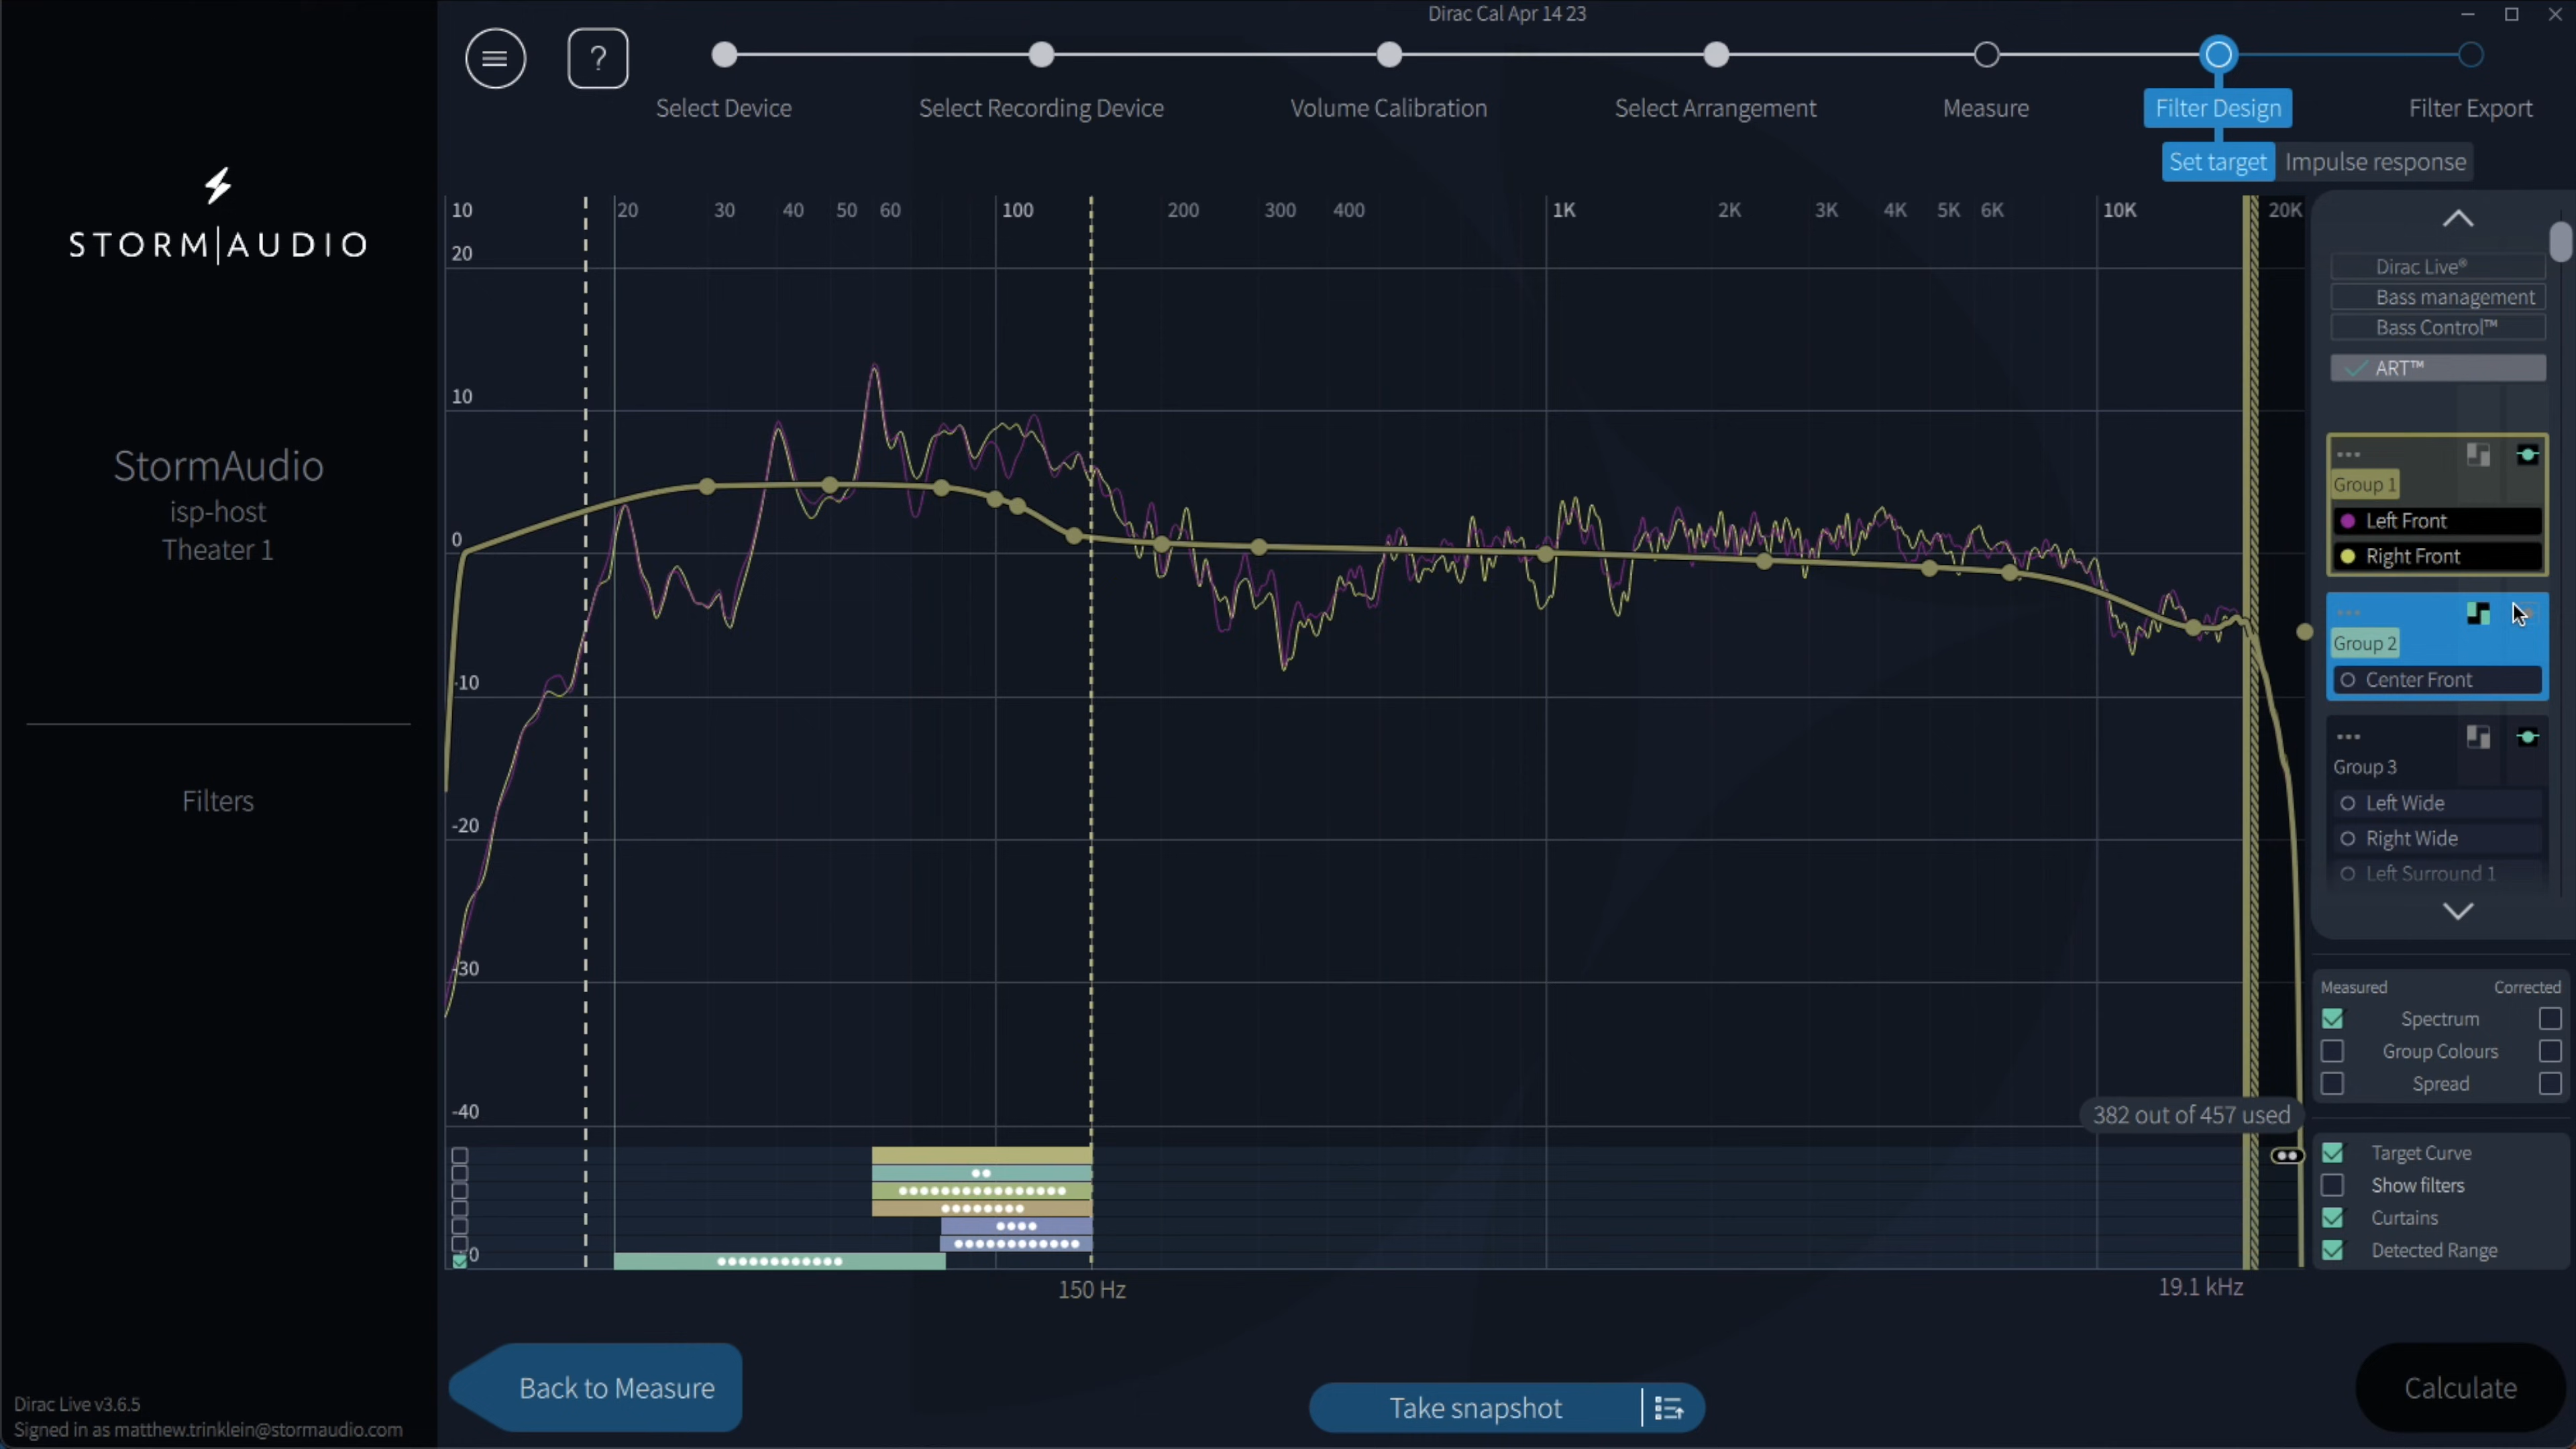 Dirac Cal Apr 14 23
?
Select Device
Select Recording Device
Volume Calibration
Select Arrangement
Measure
Filter Design
Filter Export
Set target
Impulse response
STORM|AUDIO
StormAudio
isp-host
Theater 1
Filters
Dirac Live v3.6.5
Signed in as matthew.trinklein@stormaudio.com
10 20 30 40 50 60 100 200 300 400 1K 2K 3K 4K 5K 6K 10K 20K
20
10
0
-10
-20
-30
-40
0
150 Hz
19.1 kHz
382 out of 457 used
Dirac Live®
Bass management
Bass Control™
ART™
Group 1
Left Front
Right Front
Group 2
Center Front
Group 3
Left Wide
Right Wide
Left Surround 1
Measured Corrected
Spectrum
Group Colours
Spread
Target Curve
Show filters
Curtains
Detected Range
Back to Measure
Take snapshot
Calculate